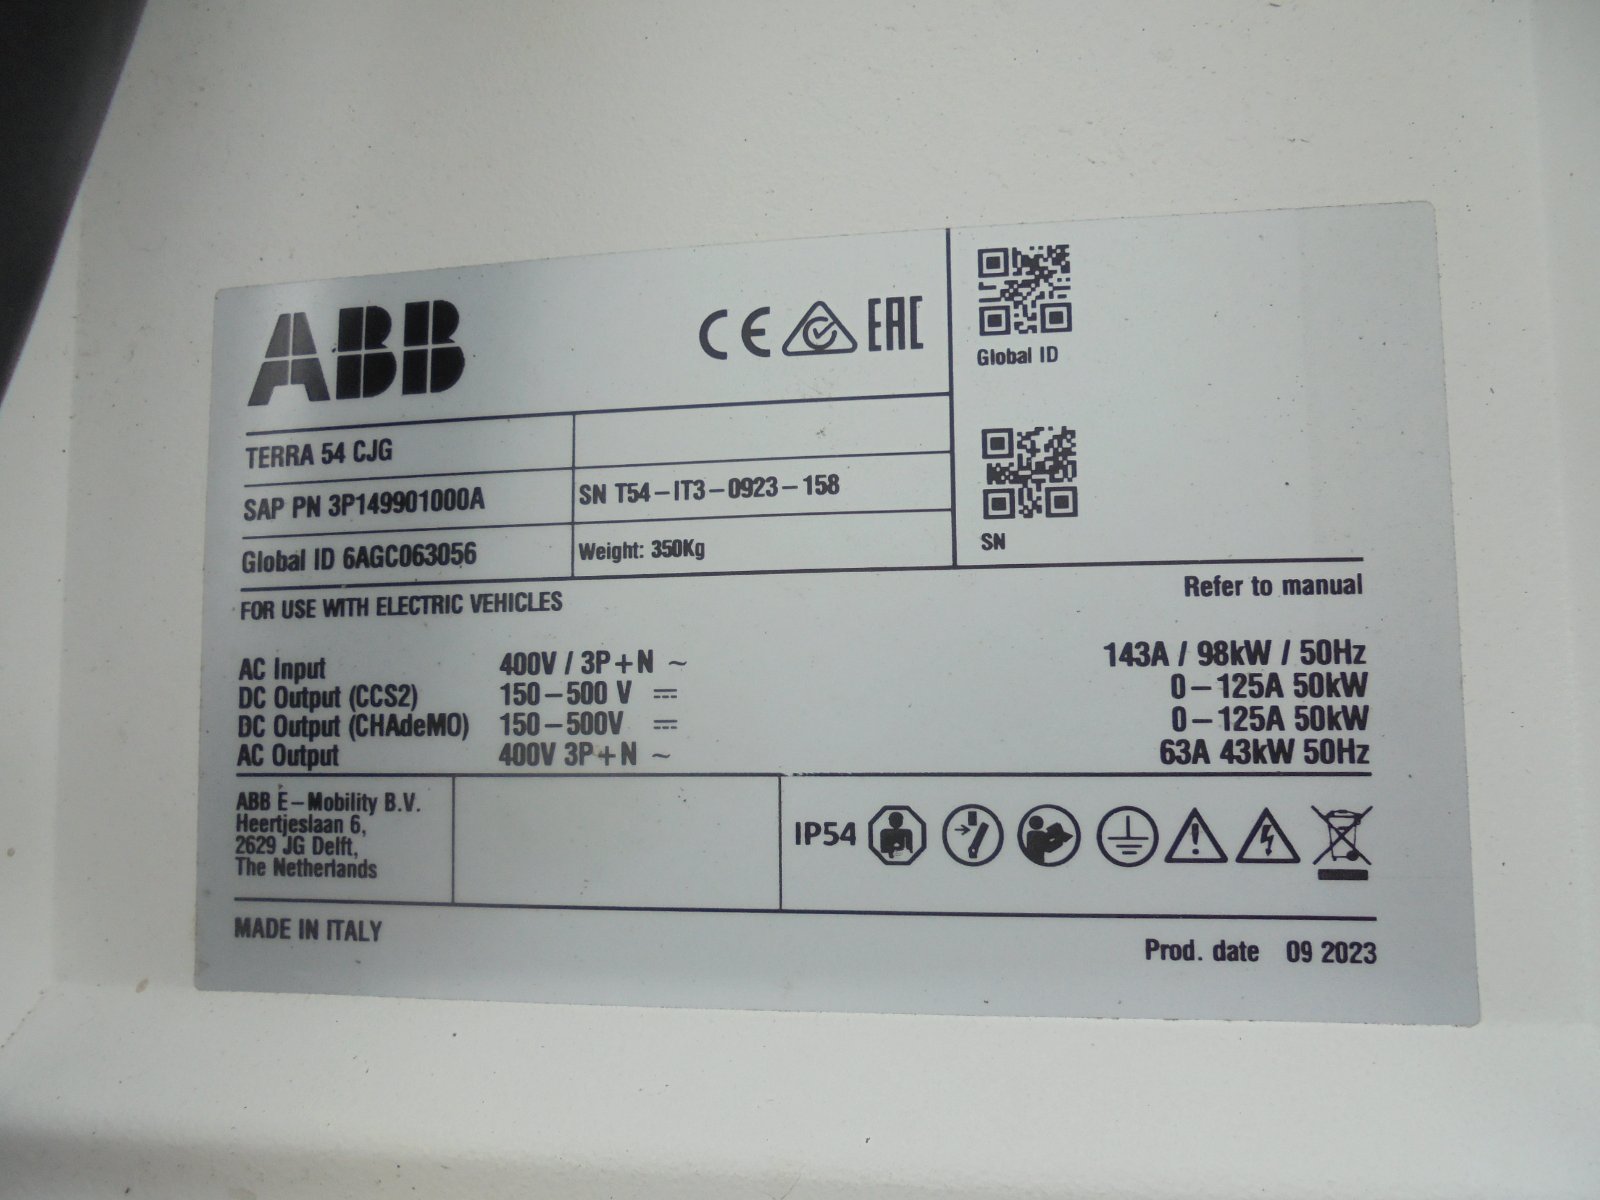 ABB
CE EAC
Global ID
TERRA 54 CJG
SAP PN 3P149901000A
SN T54-IT3-0923-158
SN
Global ID 6AGC063056
Weight: 350Kg
FOR USE WITH ELECTRIC VEHICLES
Refer to manual
AC Input 400V / 3P+N ~ 143A / 98kW / 50Hz
DC Output (CCS2) 150-500 V ⎓ 0-125A 50kW
DC Output (CHAdeMO) 150-500V ⎓ 0-125A 50kW
AC Output 400V 3P+N ~ 63A 43kW 50Hz
ABB E-Mobility B.V.
Heertjeslaan 6,
2629 JG Delft,
The Netherlands
IP54
MADE IN ITALY
Prod. date 09 2023